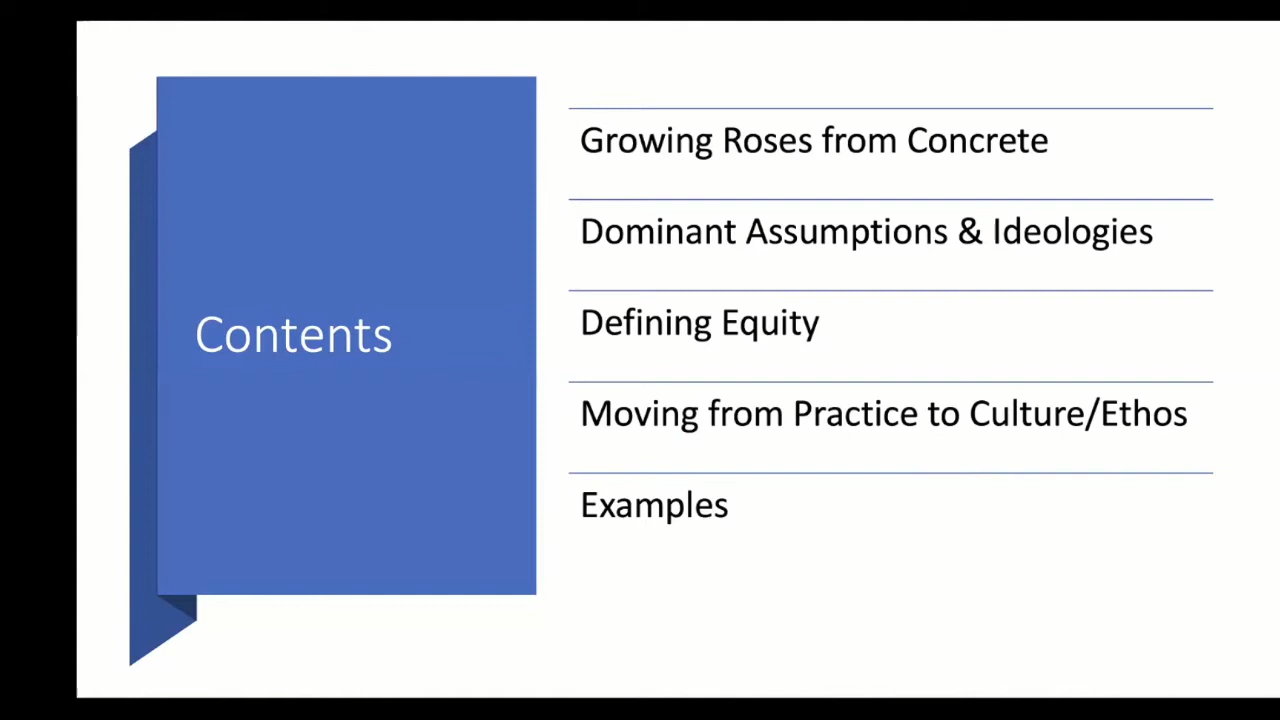 Contents
Growing Roses from Concrete
Dominant Assumptions & Ideologies
Defining Equity
Moving from Practice to Culture/Ethos
Examples